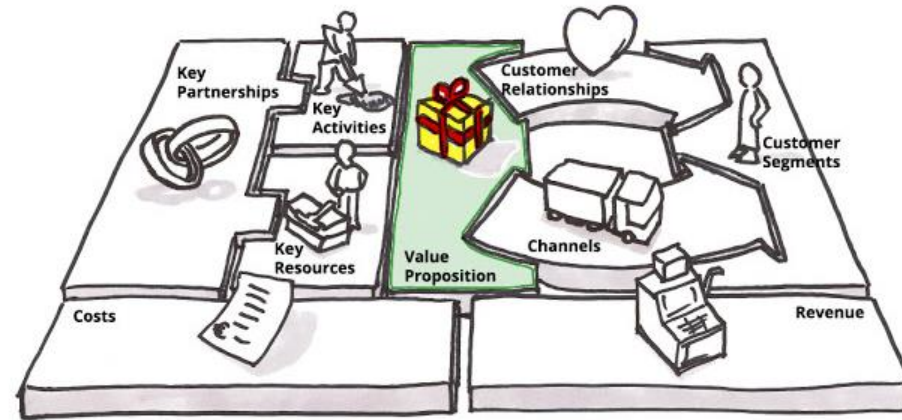 Key
Partnerships
Key
Activities
Key
Resources
Value
Proposition
Customer
Relationships
Channels
Customer
Segments
Costs
Revenue